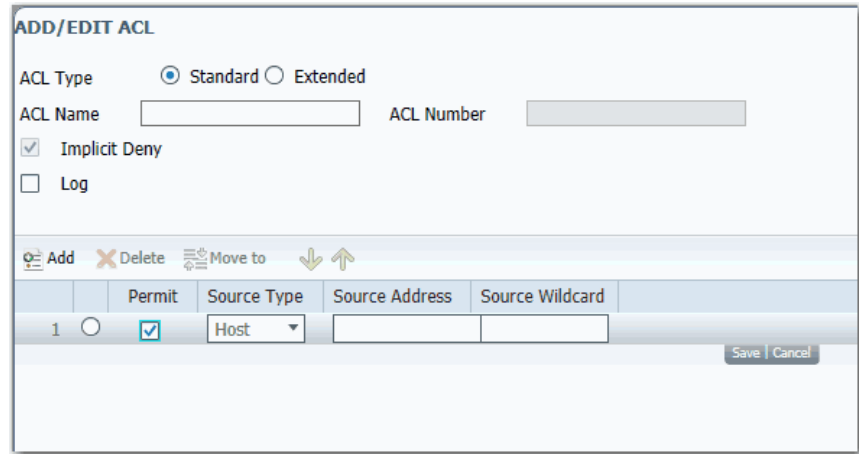 ADD/EDIT ACL
ACL Type Standard Extended
ACL Name ACL Number
Implicit Deny
Log
Add Delete Move to
Permit Source Type Source Address Source Wildcard
1 Host
Save | Cancel